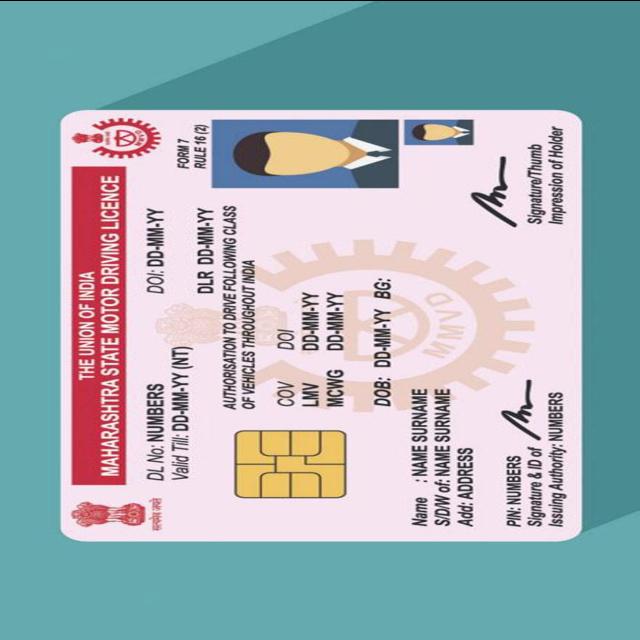 THE UNION OF INDIA
MAHARASHTRA STATE MOTOR DRIVING LICENCE
सत्यमेव जयते
DL No: NUMBERS DOI: DD-MM-YY
Valid Till: DD-MM-YY (NT) DLR DD-MM-YY
FORM 7
RULE 16 (2)
AUTHORISATION TO DRIVE FOLLOWING CLASS
OF VEHICLES THROUGHOUT INDIA
COV DOI
LMV DD-MM-YY
MCWG DD-MM-YY
DOB: DD-MM-YY BG:
MMVD
Name : NAME SURNAME
S/D/W of: NAME SURNAME
Add: ADDRESS
PIN: NUMBERS
Signature & ID of
Issuing Authority: NUMBERS
Signature/Thumb
Impression of Holder